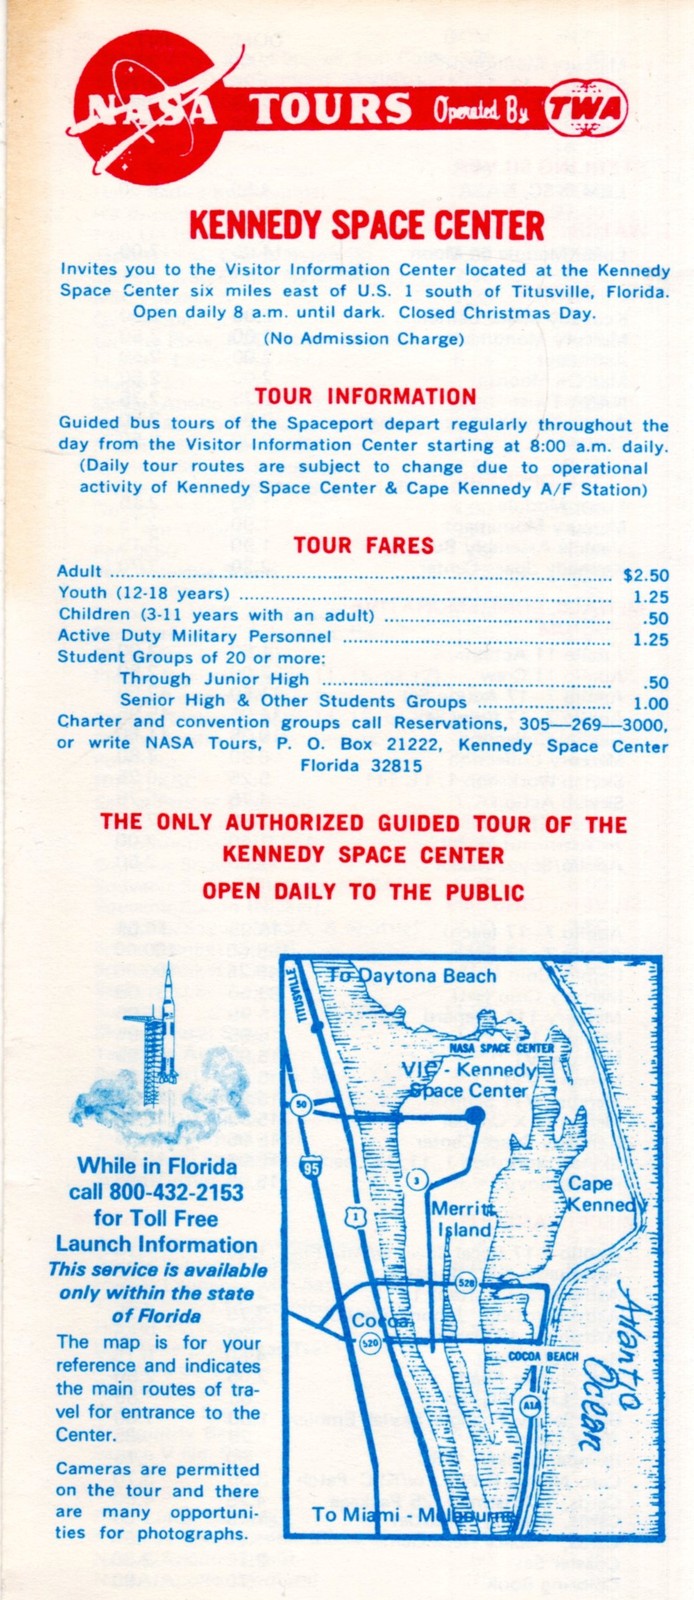 NASA TOURS Operated By TWA
KENNEDY SPACE CENTER
Invites you to the Visitor Information Center located at the Kennedy
Space Center six miles east of U.S. 1 south of Titusville, Florida.
Open daily 8 a.m. until dark. Closed Christmas Day.
(No Admission Charge)
TOUR INFORMATION
Guided bus tours of the Spaceport depart regularly throughout the
day from the Visitor Information Center starting at 8:00 a.m. daily.
(Daily tour routes are subject to change due to operational
activity of Kennedy Space Center & Cape Kennedy A/F Station)
TOUR FARES
Adult ........ $2.50
Youth (12-18 years) ........ 1.25
Children (3-11 years with an adult) ........ .50
Active Duty Military Personnel ........ 1.25
Student Groups of 20 or more:
Through Junior High ........ .50
Senior High & Other Students Groups ........ 1.00
Charter and convention groups call Reservations, 305—269—3000,
or write NASA Tours, P. O. Box 21222, Kennedy Space Center
Florida 32815
THE ONLY AUTHORIZED GUIDED TOUR OF THE
KENNEDY SPACE CENTER
OPEN DAILY TO THE PUBLIC
While in Florida
call 800-432-2153
for Toll Free
Launch Information
This service is available
only within the state
of Florida
The map is for your
reference and indicates
the main routes of tra-
vel for entrance to the
Center.
Cameras are permitted
on the tour and there
are many opportuni-
ties for photographs.
TITUSVILLE
To Daytona Beach
NASA SPACE CENTER
VIC - Kennedy
Space Center
50
95
3
1
Merritt
Island
Cape
Kennedy
520
Cocoa
520
COCOA BEACH
A1A
Atlantic
Ocean
To Miami - Melbourne